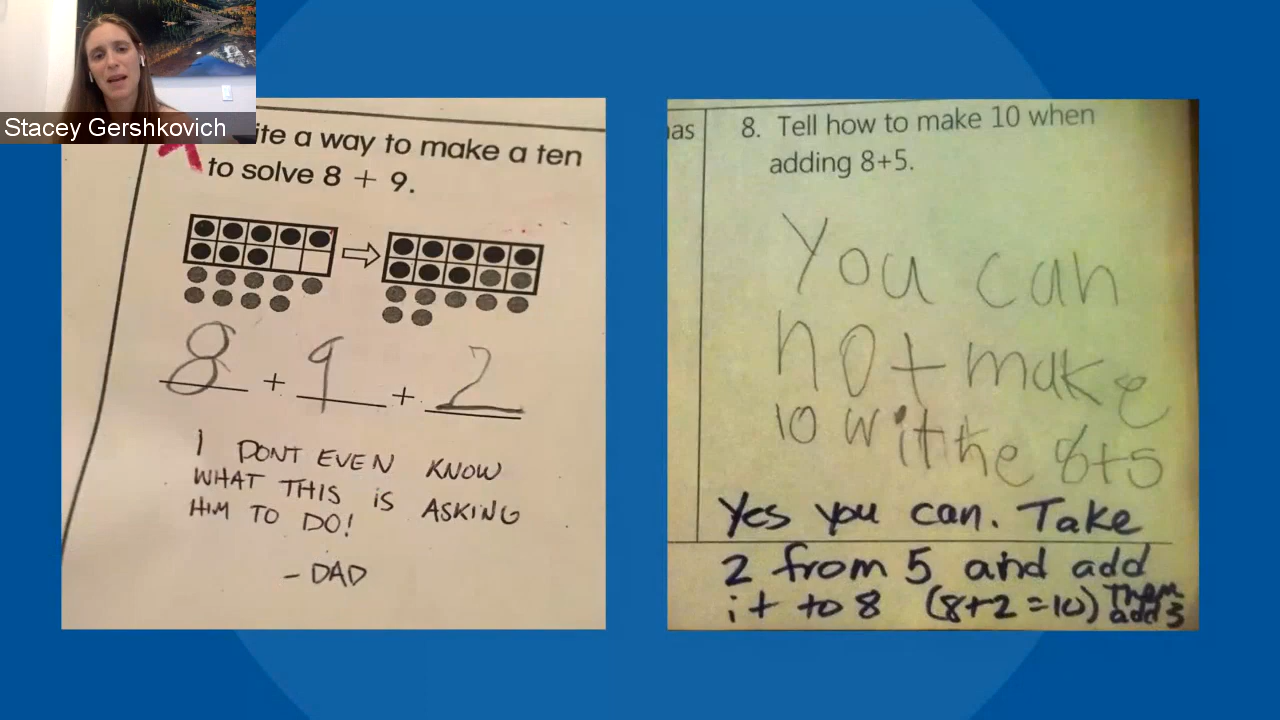 Stacey Gershkovich
ite a way to make a ten
to solve 8 + 9.
8 + 9 + 2
I DONT EVEN KNOW
WHAT THIS iS ASKING
HIM TO DO!
- DAD
as
8. Tell how to make 10 when
adding 8+5.
You can
not make
10 withe 8+5
Yes you can. Take
2 from 5 and add
it to 8 (8+2=10) Then
add 3